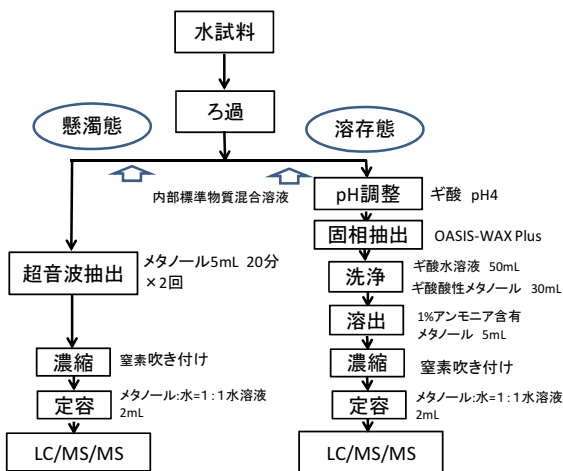 水試料
ろ過
懸濁態
溶存態
内部標準物質混合溶液
pH調整
ギ酸 pH4
固相抽出
OASIS-WAX Plus
超音波抽出
メタノール5mL 20分
×2回
洗浄
ギ酸水溶液 50mL
ギ酸酸性メタノール 30mL
溶出
1%アンモニア含有
メタノール 5mL
濃縮
窒素吹き付け
濃縮
窒素吹き付け
定容
メタノール:水=1:1水溶液
2mL
定容
メタノール:水=1:1水溶液
2mL
LC/MS/MS
LC/MS/MS